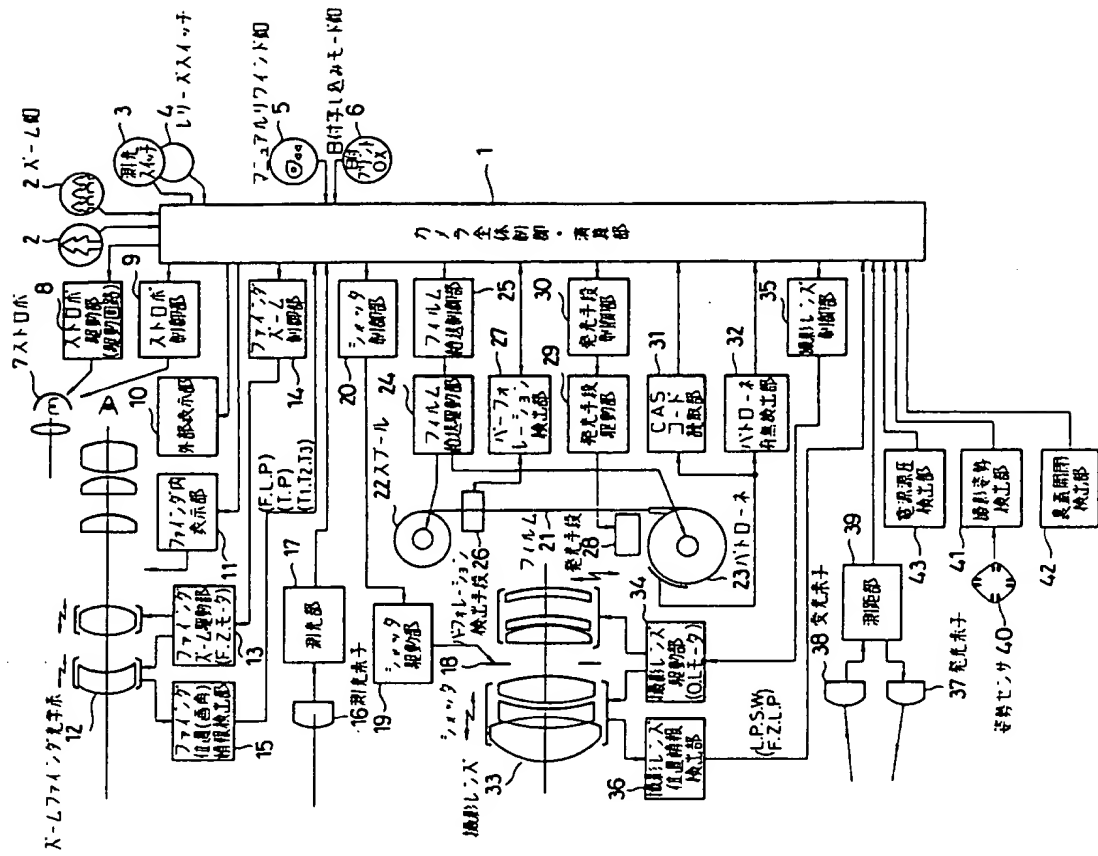 ズームファインダ光学系
12
ファインダ
位置(画角)
情報検出部
15
ファインダ
ズーム駆動部
(F.Z.モータ)
13
ファインダ内
表示部
11
外部表示部
10
7ストロボ
8
ストロボ
駆動部
(駆動回路)
9
ストロボ
制御部
ファインダ
ズーム
制御部
14
(F.L.P)
(T.P)
(T1.T2.T3)
2
2 ズーム釦
測光
スイッチ
3
4
レリーズスイッチ
マニュアルリワインド釦
5
日付写し込みモード釦
6
1
カメラ全体制御・演算部
16測光素子
測光部
17
シャッタ
18
シャッタ
駆動部
19
シャッタ
制御部
20
22スプール
フィルム
給送駆動部
24
フィルム
給送制御部
25
パーフォレーション
検出手段26
パーフォ
レーション
検出部
27
フィルム
21
発光手段
28
発光手段
駆動部
29
発光手段
制御部
30
23パトローネ
CAS
コード
読取部
31
パトローネ
有無検出部
32
撮影レンズ
33
撮影レンズ
位置情報
検出部
36
撮影レンズ
駆動部
(O.L.モータ)
34
(L.P.SW.
F.Z.L.P)
撮影レンズ
制御部
35
38 受光素子
37 発光素子
測距部
39
姿勢センサ40
撮影姿勢
検出部
41
電源電圧
検出部
43
裏蓋開閉
検出部
42